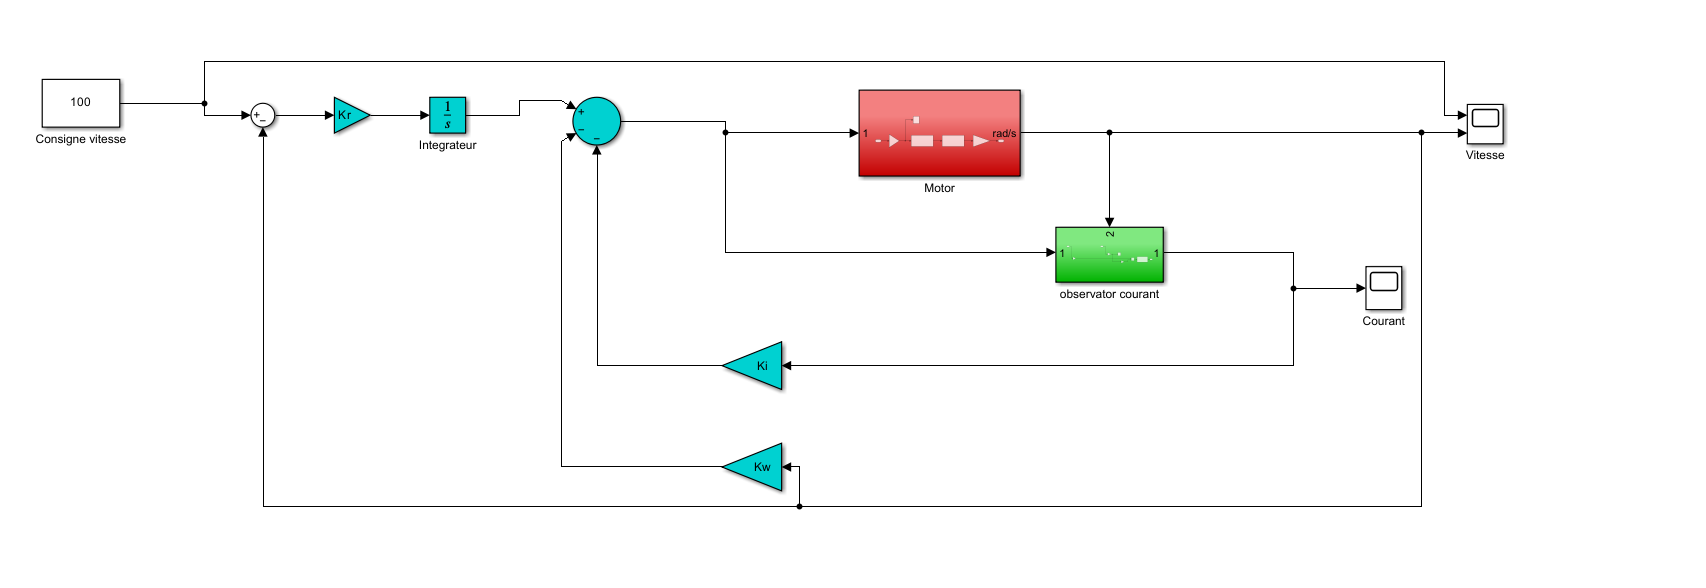 100
Consigne vitesse
+
−
Kr
1
s
Integrateur
+
−
−
1
rad/s
Motor
Vitesse
2
1
1
observator courant
Courant
Ki
Kw